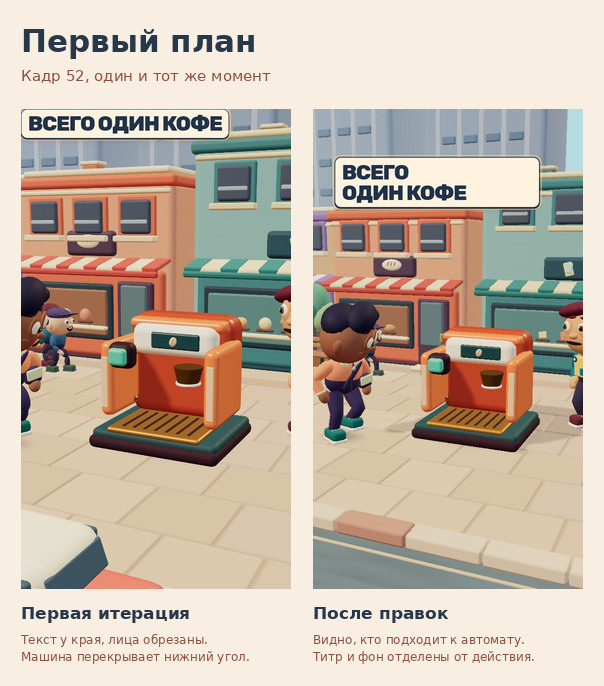 Первый план
Кадр 52, один и тот же момент
ВСЕГО ОДИН КОФЕ
ВСЕГО
ОДИН КОФЕ
Первая итерация
Текст у края, лица обрезаны.
Машина перекрывает нижний угол.
После правок
Видно, кто подходит к автомату.
Титр и фон отделены от действия.